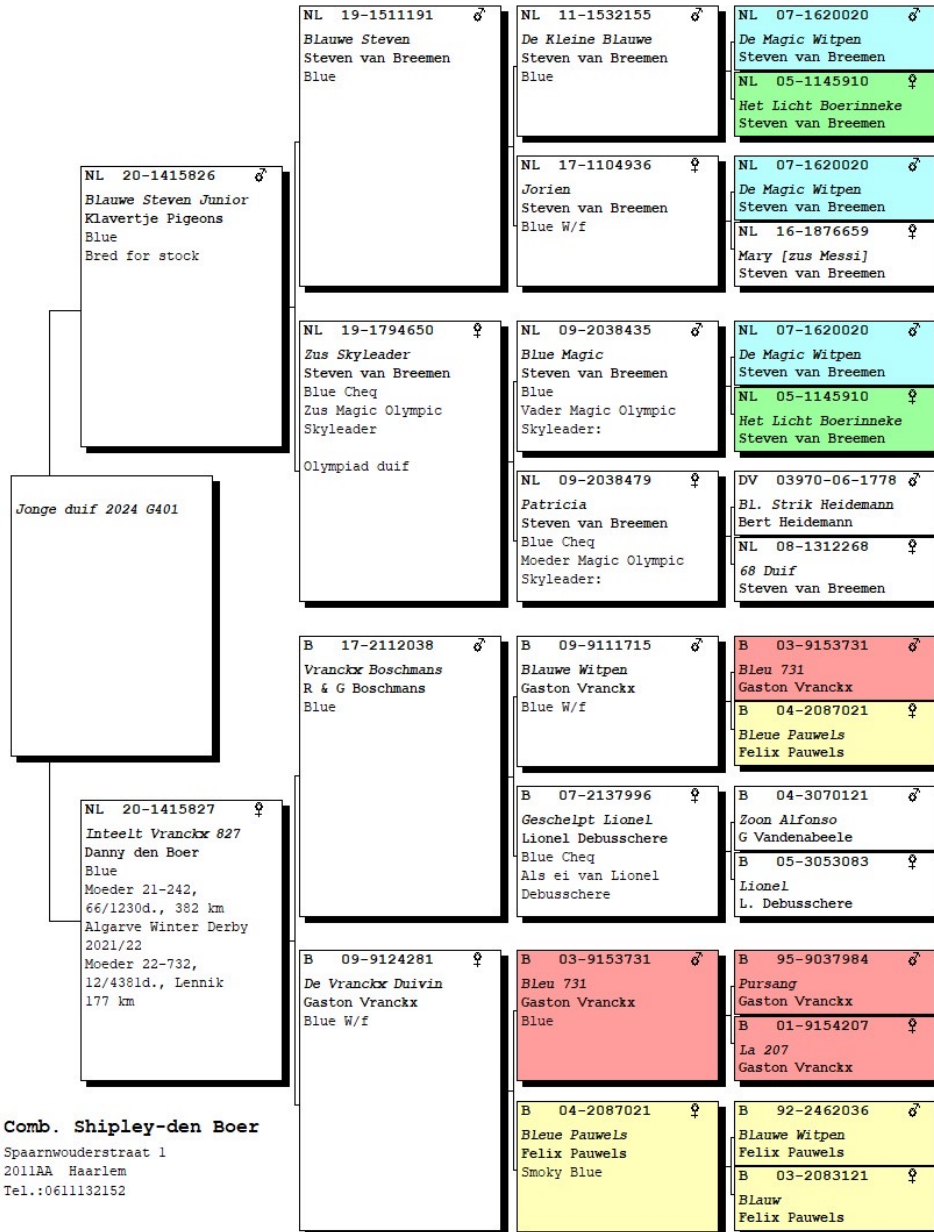 Jonge duif 2024 G401
NL 20-1415826 ♂
Blauwe Steven Junior
Klavertje Pigeons
Blue
Bred for stock
NL 20-1415827 ♀
Inteelt Vranckx 827
Danny den Boer
Blue
Moeder 21-242,
66/1230d., 382 km
Algarve Winter Derby
2021/22
Moeder 22-732,
12/4381d., Lennik
177 km
NL 19-1511191 ♂
Blauwe Steven
Steven van Breemen
Blue
NL 19-1794650 ♀
Zus Skyleader
Steven van Breemen
Blue Cheq
Zus Magic Olympic
Skyleader
Olympiad duif
B 17-2112038 ♂
Vranckx Boschmans
R & G Boschmans
Blue
B 09-9124281 ♀
De Vranckx Duivin
Gaston Vranckx
Blue W/f
NL 11-1532155 ♂
De Kleine Blauwe
Steven van Breemen
Blue
NL 17-1104936 ♀
Jorien
Steven van Breemen
Blue W/f
NL 09-2038435 ♂
Blue Magic
Steven van Breemen
Blue
Vader Magic Olympic
Skyleader:
NL 09-2038479 ♀
Patricia
Steven van Breemen
Blue Cheq
Moeder Magic Olympic
Skyleader:
B 09-9111715 ♂
Blauwe Witpen
Gaston Vranckx
Blue W/f
B 07-2137996 ♀
Geschelpt Lionel
Lionel Debusschere
Blue Cheq
Als ei van Lionel
Debusschere
B 03-9153731 ♂
Bleu 731
Gaston Vranckx
Blue
B 04-2087021 ♀
Bleue Pauwels
Felix Pauwels
Smoky Blue
NL 07-1620020 ♂
De Magic Witpen
Steven van Breemen
NL 05-1145910 ♀
Het Licht Boerinneke
Steven van Breemen
NL 07-1620020 ♂
De Magic Witpen
Steven van Breemen
NL 16-1876659 ♀
Mary [zus Messi]
Steven van Breemen
NL 07-1620020 ♂
De Magic Witpen
Steven van Breemen
NL 05-1145910 ♀
Het Licht Boerinneke
Steven van Breemen
DV 03970-06-1778 ♂
Bl. Strik Heidemann
Bert Heidemann
NL 08-1312268 ♀
68 Duif
Steven van Breemen
B 03-9153731 ♂
Bleu 731
Gaston Vranckx
B 04-2087021 ♀
Bleue Pauwels
Felix Pauwels
B 04-3070121 ♂
Zoon Alfonso
G Vandenabeele
B 05-3053083 ♀
Lionel
L. Debusschere
B 95-9037984 ♂
Pursang
Gaston Vranckx
B 01-9154207 ♀
La 207
Gaston Vranckx
B 92-2462036 ♂
Blauwe Witpen
Felix Pauwels
B 03-2083121 ♀
Blauw
Felix Pauwels
Comb. Shipley-den Boer
Spaarnwouderstraat 1
2011AA Haarlem
Tel.:0611132152